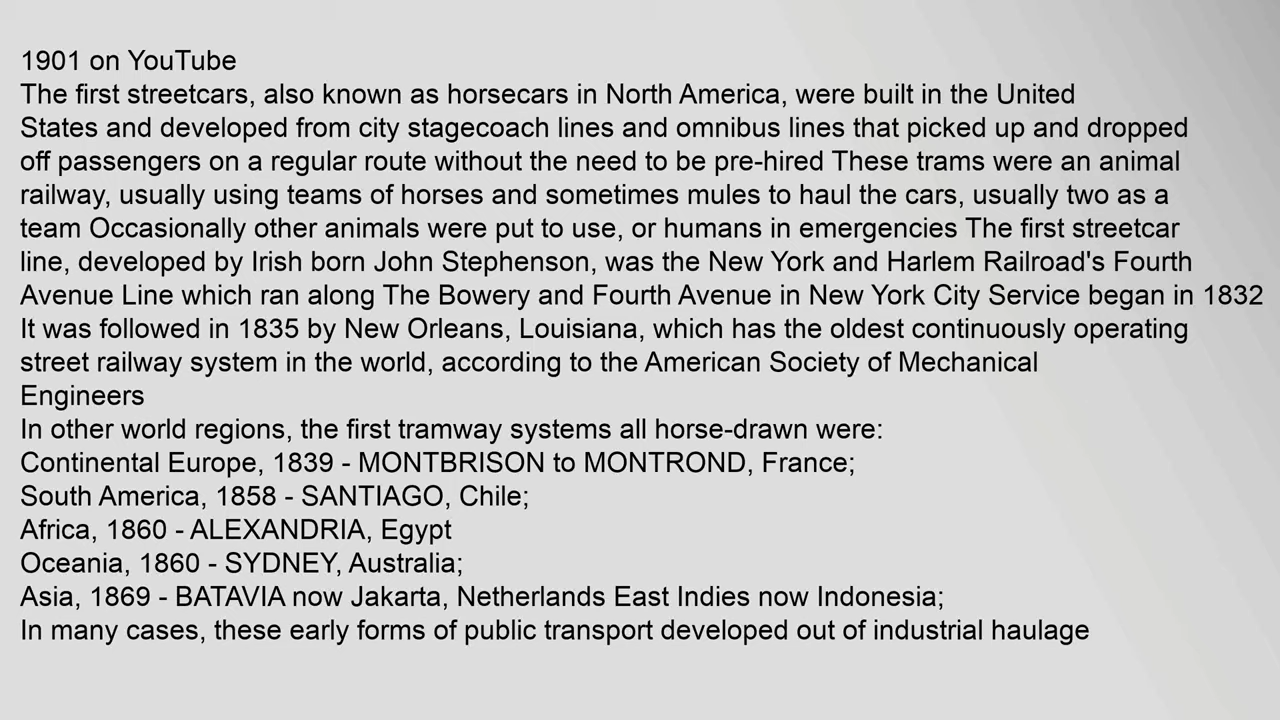 1901 on YouTube
The first streetcars, also known as horsecars in North America, were built in the United
States and developed from city stagecoach lines and omnibus lines that picked up and dropped
off passengers on a regular route without the need to be pre-hired These trams were an animal
railway, usually using teams of horses and sometimes mules to haul the cars, usually two as a
team Occasionally other animals were put to use, or humans in emergencies The first streetcar
line, developed by Irish born John Stephenson, was the New York and Harlem Railroad's Fourth
Avenue Line which ran along The Bowery and Fourth Avenue in New York City Service began in 1832
It was followed in 1835 by New Orleans, Louisiana, which has the oldest continuously operating
street railway system in the world, according to the American Society of Mechanical
Engineers
In other world regions, the first tramway systems all horse-drawn were:
Continental Europe, 1839 - MONTBRISON to MONTROND, France;
South America, 1858 - SANTIAGO, Chile;
Africa, 1860 - ALEXANDRIA, Egypt
Oceania, 1860 - SYDNEY, Australia;
Asia, 1869 - BATAVIA now Jakarta, Netherlands East Indies now Indonesia;
In many cases, these early forms of public transport developed out of industrial haulage